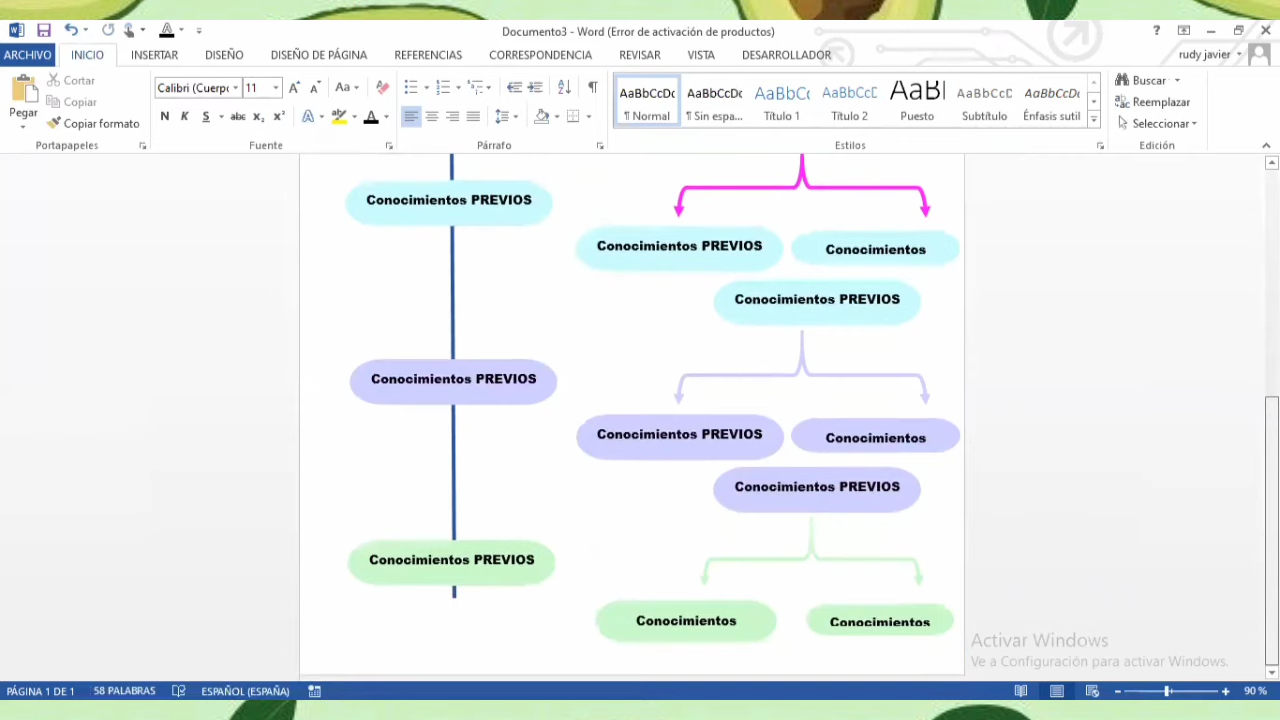 Documento3 - Word (Error de activación de productos)
?
ARCHIVO INICIO INSERTAR DISEÑO DISEÑO DE PÁGINA REFERENCIAS CORRESPONDENCIA REVISAR VISTA DESARROLLADOR
rudy javier
Pegar
Cortar
Copiar
Copiar formato
Portapapeles
Calibri (Cuerpo
11
N K S abc x₂ x²
Fuente
Párrafo
AaBbCcDc
¶ Normal
AaBbCcDc
¶ Sin espa...
AaBbCc
Título 1
AaBbCcD
Título 2
AaBl
Puesto
AaBbCcD
Subtítulo
AaBbCcDc
Énfasis sutil
Estilos
Buscar
Reemplazar
Seleccionar
Edición
Conocimientos PREVIOS
Conocimientos PREVIOS
Conocimientos
Conocimientos PREVIOS
Conocimientos PREVIOS
Conocimientos PREVIOS
Conocimientos
Conocimientos PREVIOS
Conocimientos PREVIOS
Conocimientos
Conocimientos
Activar Windows
Ve a Configuración para activar Windows.
PÁGINA 1 DE 1 58 PALABRAS ESPAÑOL (ESPAÑA)
90 %